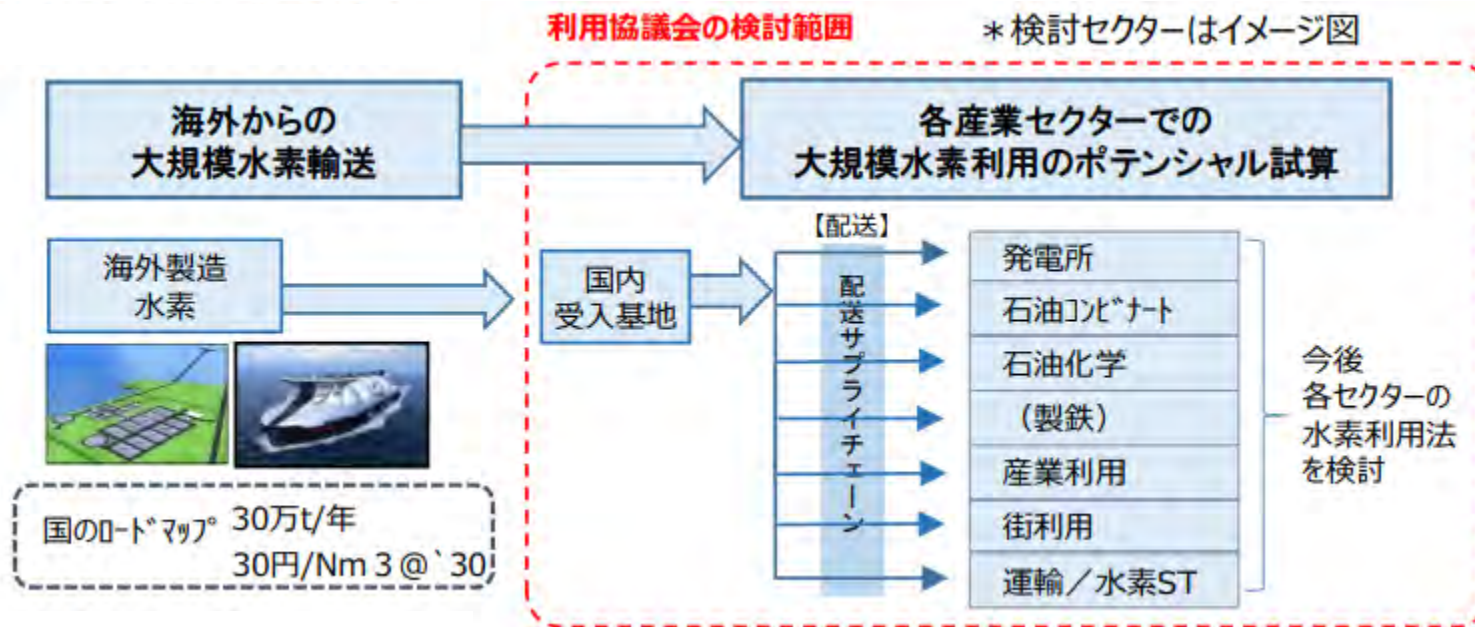 利用協議会の検討範囲
＊検討セクターはイメージ図
海外からの
大規模水素輸送
各産業セクターでの
大規模水素利用のポテンシャル試算
海外製造
水素
国内
受入基地
【配送】
配送サプライチェーン
発電所
石油ｺﾝﾋﾞﾅｰﾄ
石油化学
（製鉄）
産業利用
街利用
運輸／水素ST
今後
各ｾｸﾀｰの
水素利用法
を検討
国のﾛｰﾄﾞﾏｯﾌﾟ 30万t/年
30円/Nm３@`30